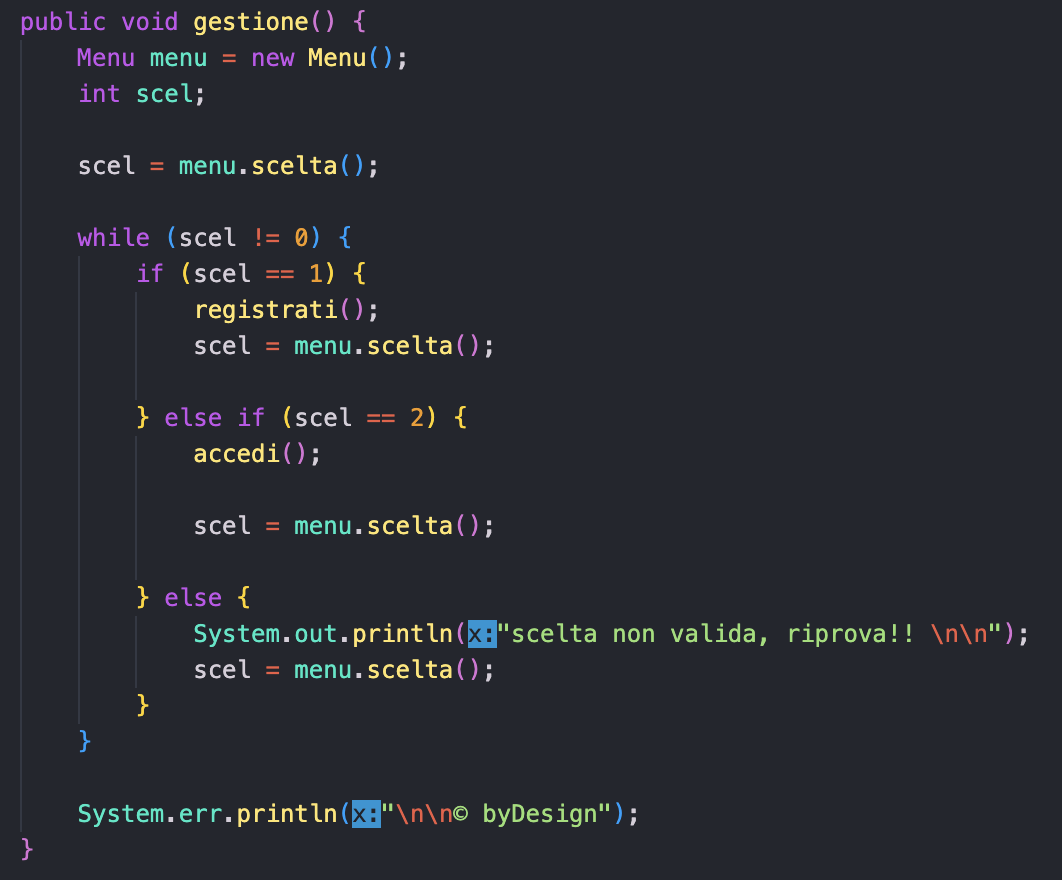 public void gestione() {
    Menu menu = new Menu();
    int scel;

    scel = menu.scelta();

    while (scel != 0) {
        if (scel == 1) {
            registrati();
            scel = menu.scelta();

        } else if (scel == 2) {
            accedi();

            scel = menu.scelta();

        } else {
            System.out.println(x:"scelta non valida, riprova!! \n\n");
            scel = menu.scelta();
        }
    }

    System.err.println(x:"\n\n© byDesign");
}